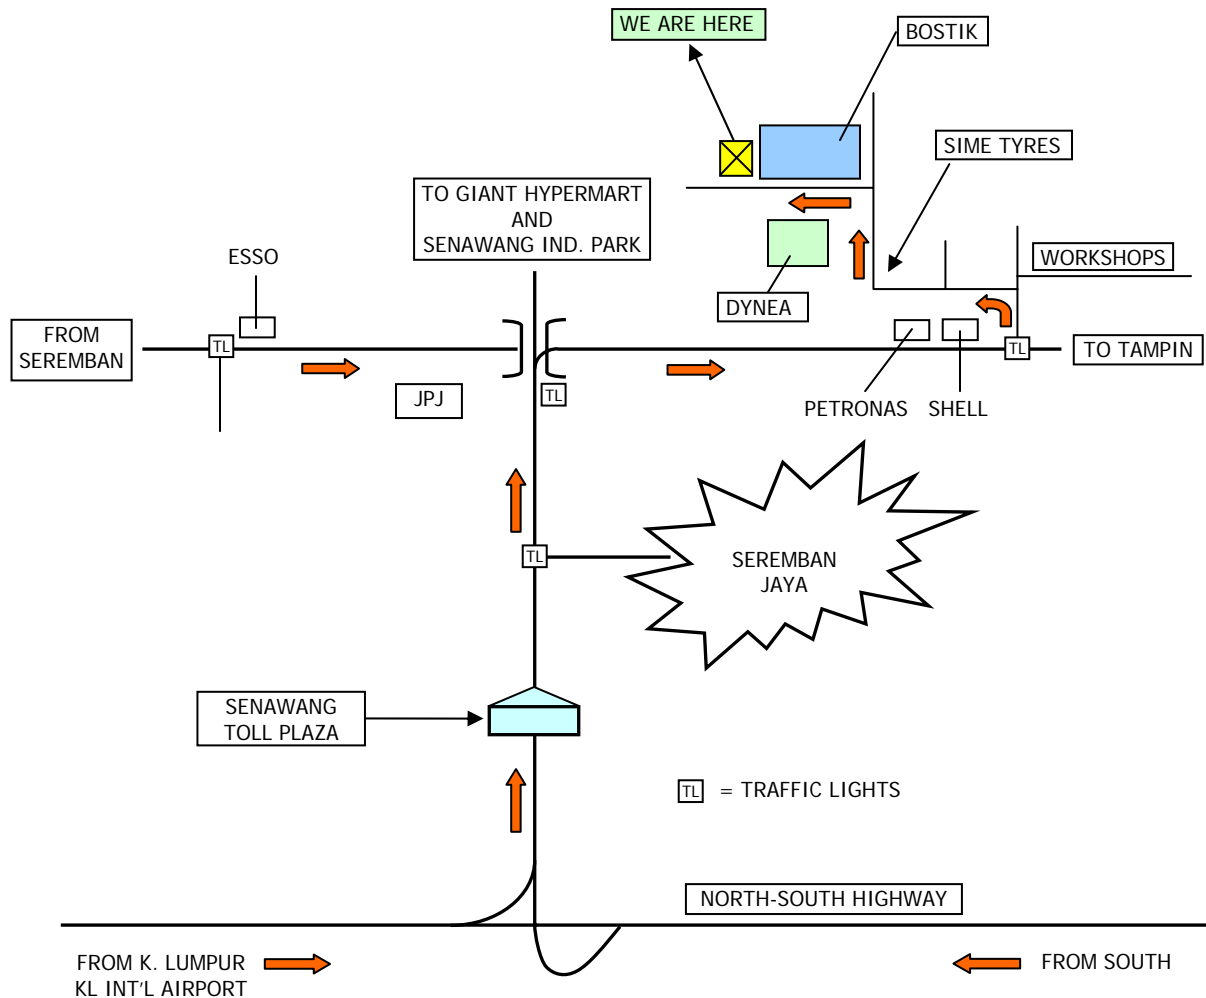 WE ARE HERE
BOSTIK
SIME TYRES
TO GIANT HYPERMART
AND
SENAWANG IND. PARK
ESSO
WORKSHOPS
DYNEA
FROM
SEREMBAN
TL
TL
TO TAMPIN
JPJ
TL
PETRONAS
SHELL
TL
SEREMBAN
JAYA
SENAWANG
TOLL PLAZA
TL = TRAFFIC LIGHTS
NORTH-SOUTH HIGHWAY
FROM K. LUMPUR
KL INT'L AIRPORT
FROM SOUTH